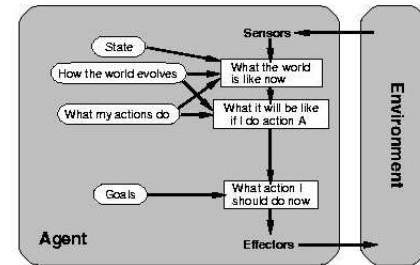 Sensors
State
What the world
is like now
How the world evolves
What it will be like
if I do action A
What my actions do
Goals
What action I
should do now
Agent
Effectors
Environment